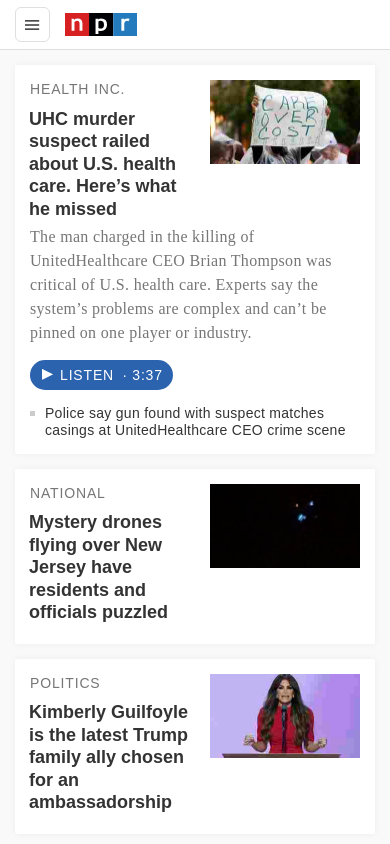 npr
HEALTH INC.
UHC murder
suspect railed
about U.S. health
care. Here’s what
he missed
CARE
OVER
COST
The man charged in the killing of
UnitedHealthcare CEO Brian Thompson was
critical of U.S. health care. Experts say the
system’s problems are complex and can’t be
pinned on one player or industry.
LISTEN · 3:37
Police say gun found with suspect matches
casings at UnitedHealthcare CEO crime scene
NATIONAL
Mystery drones
flying over New
Jersey have
residents and
officials puzzled
POLITICS
Kimberly Guilfoyle
is the latest Trump
family ally chosen
for an
ambassadorship